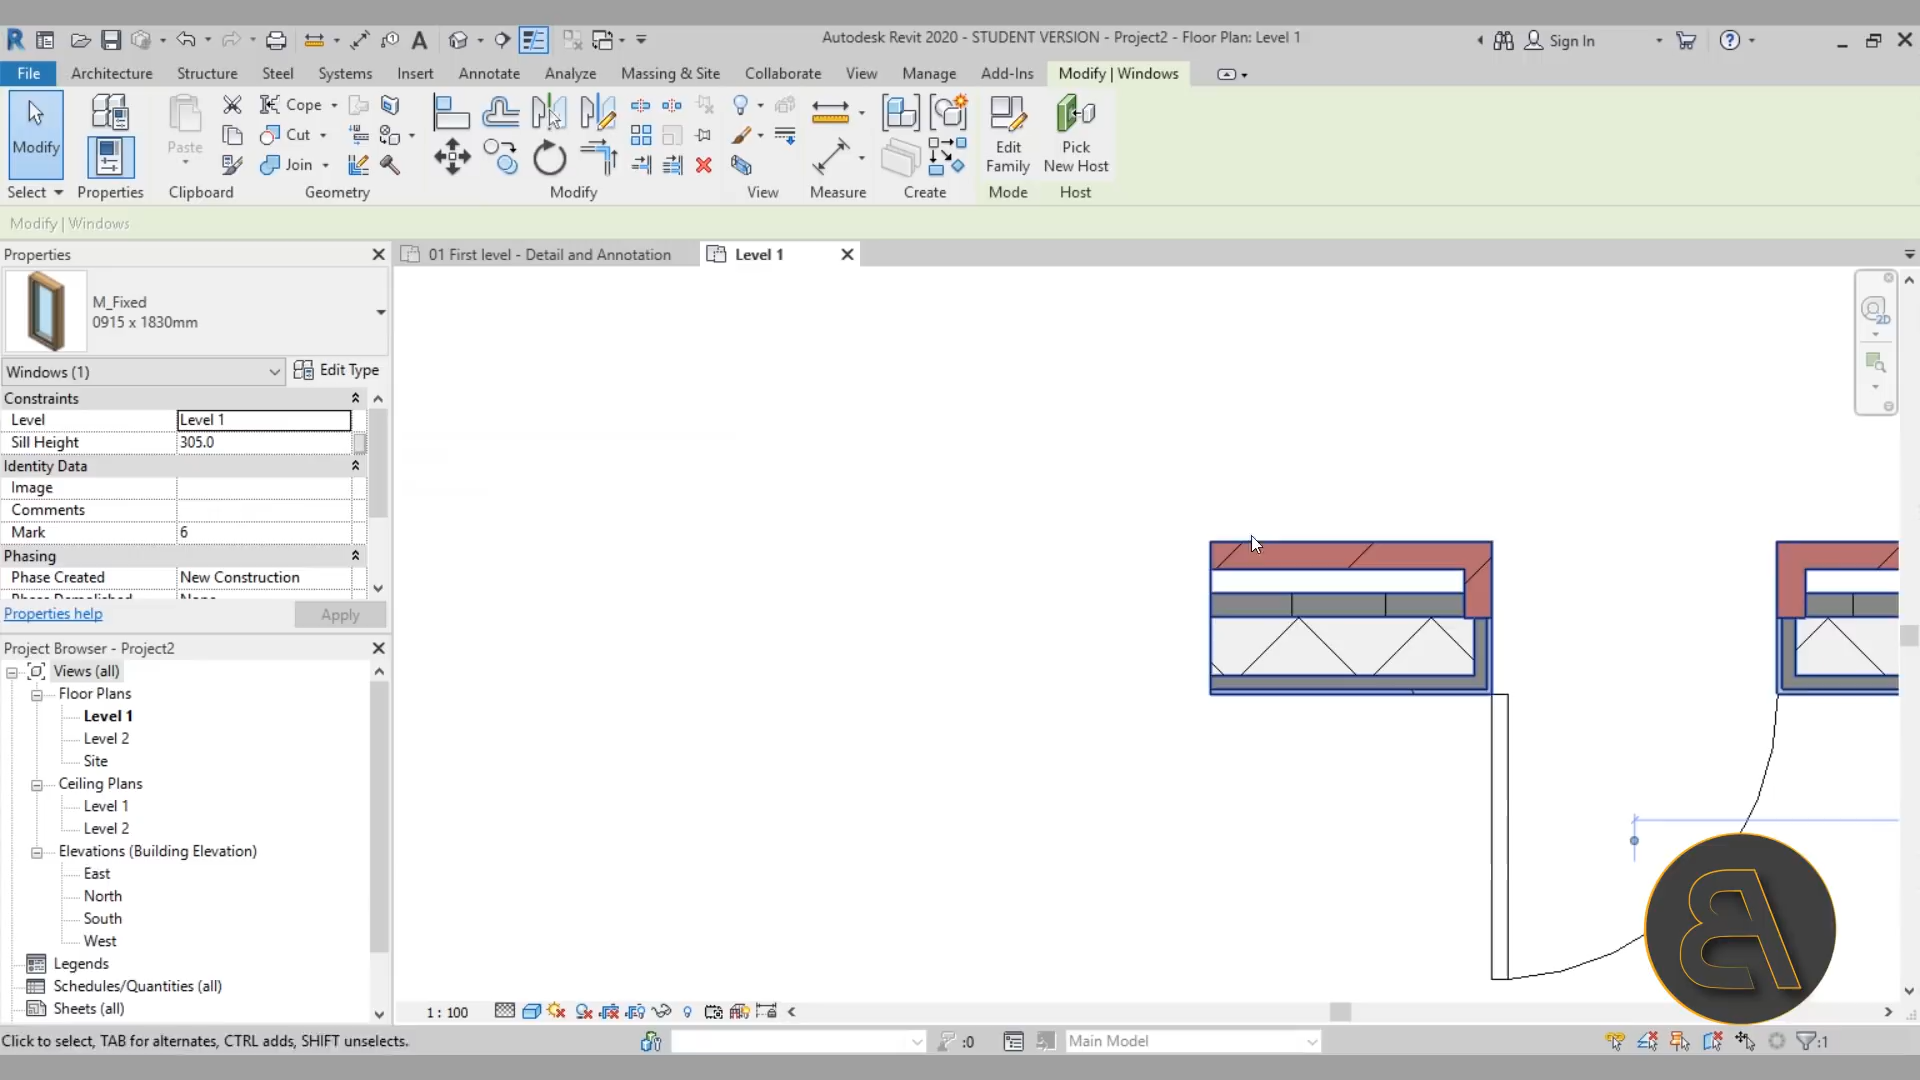 Autodesk Revit 2020 - STUDENT VERSION - Project2 - Floor Plan: Level 1
Sign In
File Architecture Structure Steel Systems Insert Annotate Analyze Massing & Site Collaborate View Manage Add-Ins Modify | Windows
Modify
Paste
Cope
Cut
Join
Edit Family
Pick New Host
Select Properties Clipboard Geometry Modify View Measure Create Mode Host
Modify | Windows
Properties
01 First level - Detail and Annotation
Level 1
M_Fixed
0915 x 1830mm
2D
Windows (1)
Edit Type
Constraints
Level Level 1
Sill Height 305.0
Identity Data
Image
Comments
Mark 6
Phasing
Phase Created New Construction
Properties help
Apply
Project Browser - Project2
Views (all)
Floor Plans
Level 1
Level 2
Site
Ceiling Plans
Level 1
Level 2
Elevations (Building Elevation)
East
North
South
West
Legends
Schedules/Quantities (all)
Sheets (all)
1 : 100
Click to select, TAB for alternates, CTRL adds, SHIFT unselects.
:0
Main Model
:1